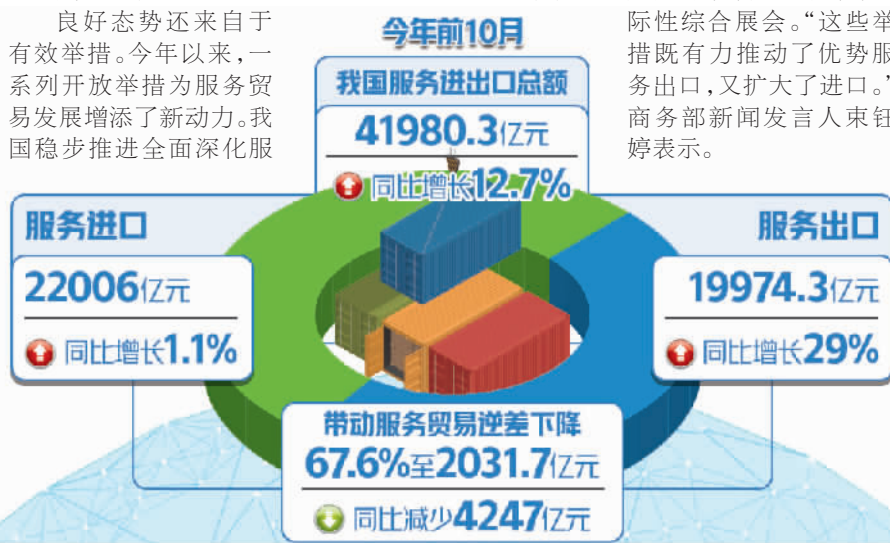 良好态势还来自于
有效举措。今年以来，一
系列开放举措为服务贸
易发展增添了新动力。我
国稳步推进全面深化服
际性综合展会。“这些举
措既有力推动了优势服
务出口，又扩大了进口。”
商务部新闻发言人束钰
婷表示。
今年前10月
我国服务进出口总额
41980.3亿元
同比增长12.7%
服务进口
22006亿元
同比增长1.1%
服务出口
19974.3亿元
同比增长29%
带动服务贸易逆差下降
67.6%至2031.7亿元
同比减少4247亿元